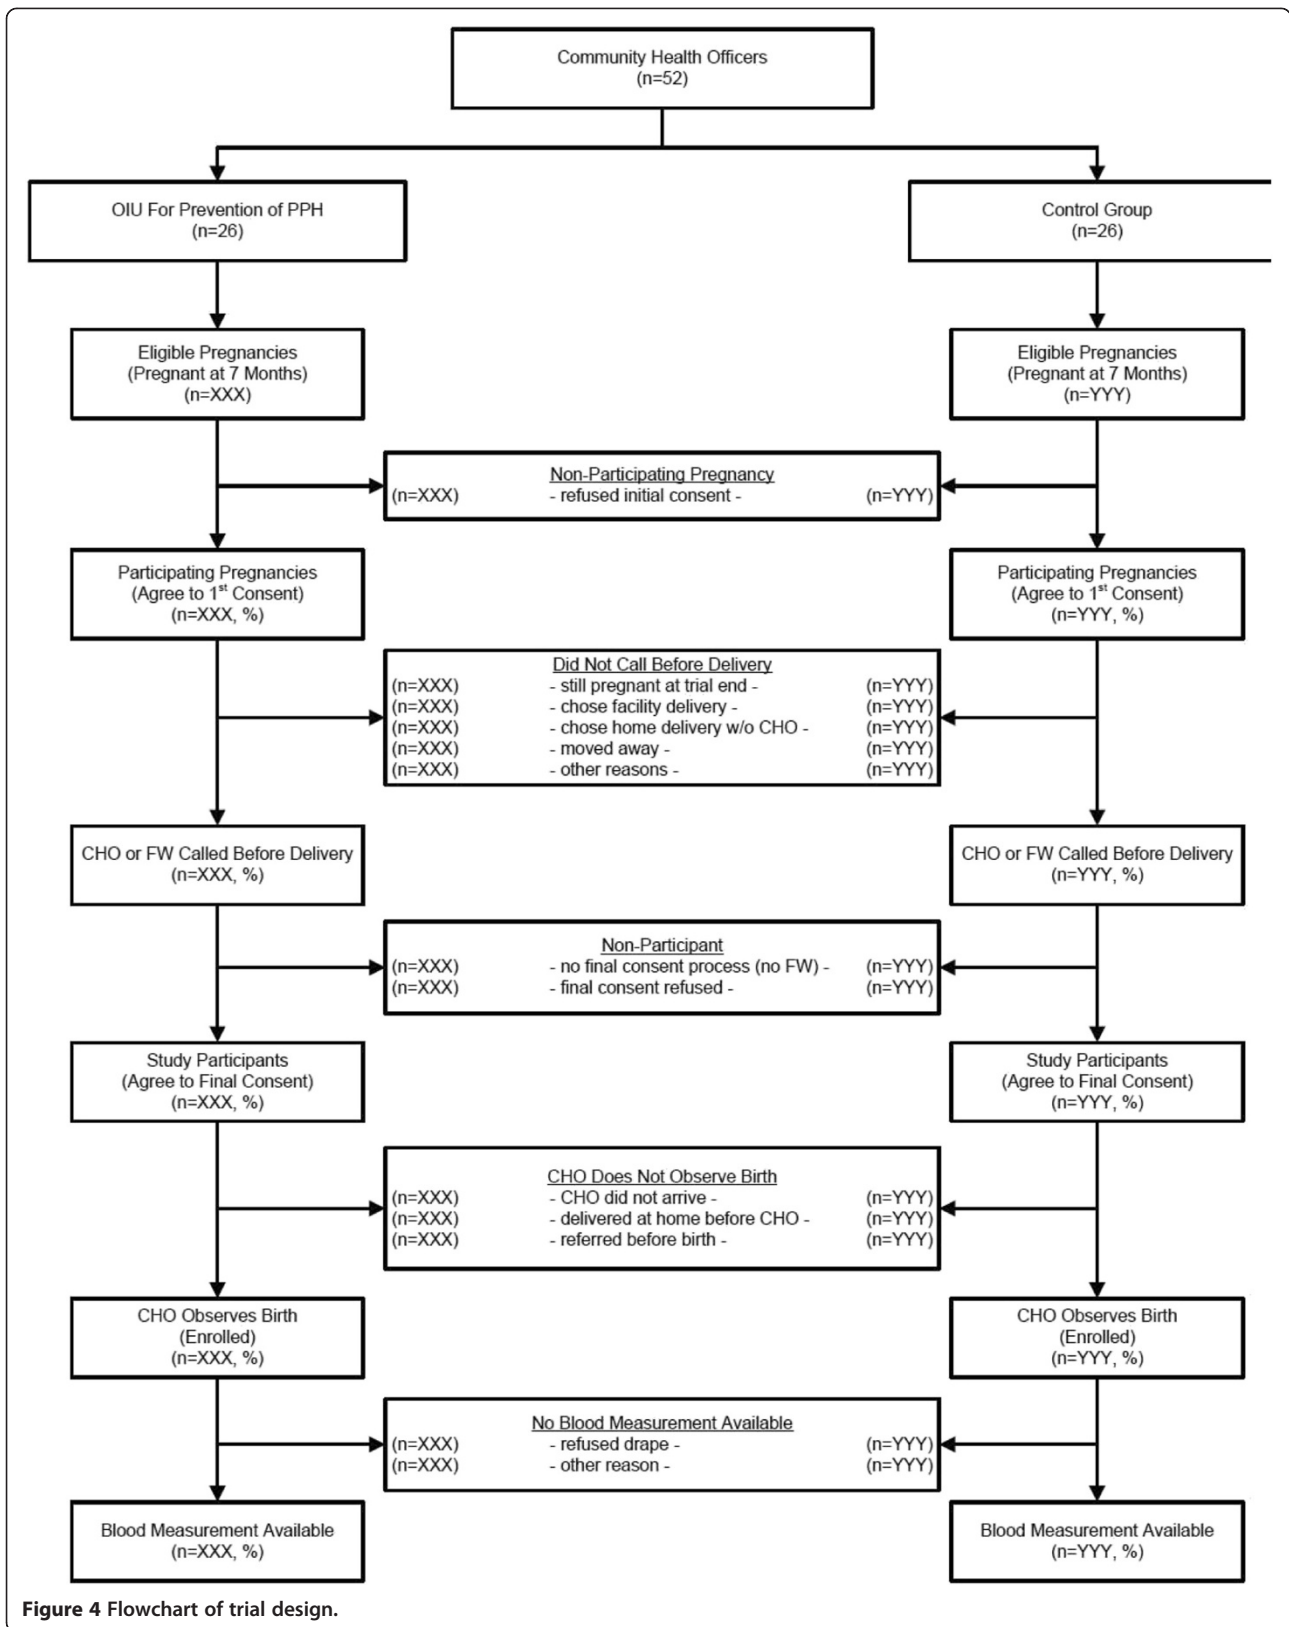 Community Health Officers
(n=52)
OIU For Prevention of PPH
(n=26)
Control Group
(n=26)
Eligible Pregnancies
(Pregnant at 7 Months)
(n=XXX)
Eligible Pregnancies
(Pregnant at 7 Months)
(n=YYY)
Non-Participating Pregnancy
(n=XXX) - refused initial consent - (n=YYY)
Participating Pregnancies
(Agree to 1st Consent)
(n=XXX, %)
Participating Pregnancies
(Agree to 1st Consent)
(n=YYY, %)
Did Not Call Before Delivery
(n=XXX) - still pregnant at trial end - (n=YYY)
(n=XXX) - chose facility delivery - (n=YYY)
(n=XXX) - chose home delivery w/o CHO - (n=YYY)
(n=XXX) - moved away - (n=YYY)
(n=XXX) - other reasons - (n=YYY)
CHO or FW Called Before Delivery
(n=XXX, %)
CHO or FW Called Before Delivery
(n=YYY, %)
Non-Participant
(n=XXX) - no final consent process (no FW) - (n=YYY)
(n=XXX) - final consent refused - (n=YYY)
Study Participants
(Agree to Final Consent)
(n=XXX, %)
Study Participants
(Agree to Final Consent)
(n=YYY, %)
CHO Does Not Observe Birth
(n=XXX) - CHO did not arrive - (n=YYY)
(n=XXX) - delivered at home before CHO - (n=YYY)
(n=XXX) - referred before birth - (n=YYY)
CHO Observes Birth
(Enrolled)
(n=XXX, %)
CHO Observes Birth
(Enrolled)
(n=YYY, %)
No Blood Measurement Available
(n=XXX) - refused drape - (n=YYY)
(n=XXX) - other reason - (n=YYY)
Blood Measurement Available
(n=XXX, %)
Blood Measurement Available
(n=YYY, %)
Figure 4 Flowchart of trial design.